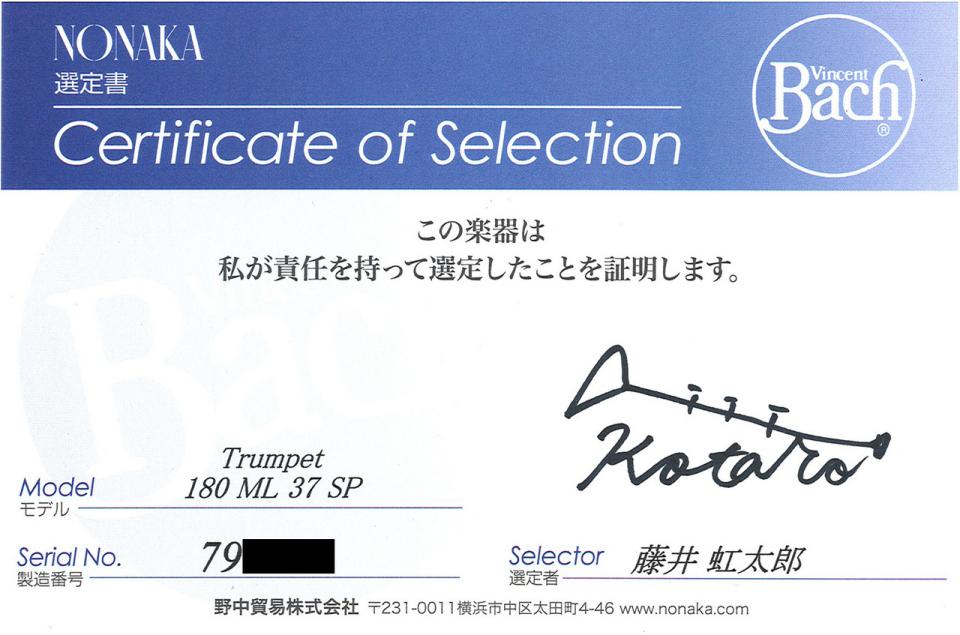 NONAKA
選定書
Certificate of Selection
Vincent
Bach
®
この楽器は
私が責任を持って選定したことを証明します。
Kotaro
Model
モデル
Trumpet
180 ML 37 SP
Serial No.
製造番号
79
Selector
選定者
藤井 虹太郎
野中貿易株式会社 〒231-0011横浜市中区太田町4-46 www.nonaka.com